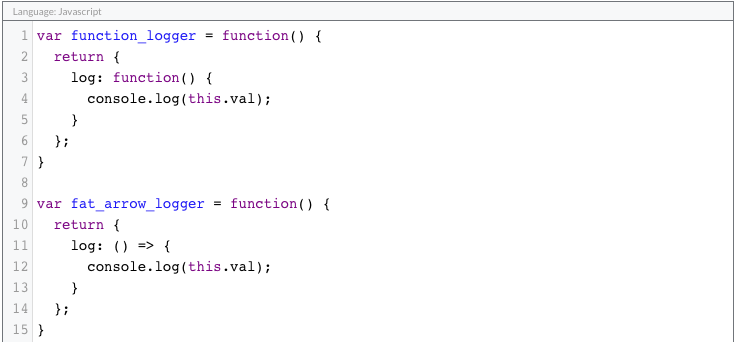 Language: Javascript
1 var function_logger = function() {
2   return {
3     log: function() {
4       console.log(this.val);
5     }
6   };
7 }
8
9 var fat_arrow_logger = function() {
10   return {
11     log: () => {
12       console.log(this.val);
13     }
14   };
15 }